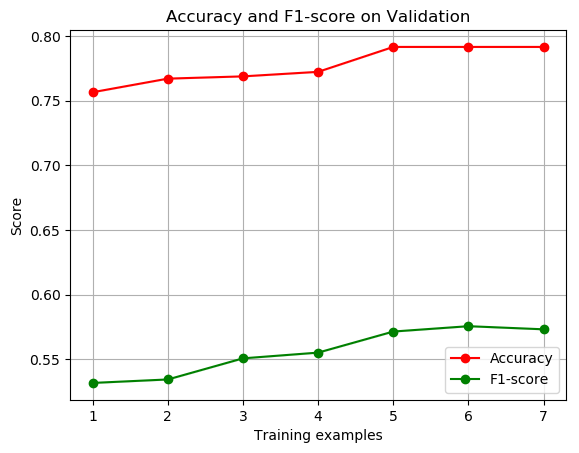 Accuracy and F1-score on Validation
0.80
0.75
0.70
0.65
0.60
0.55
Score
1 2 3 4 5 6 7
Training examples
Accuracy
F1-score